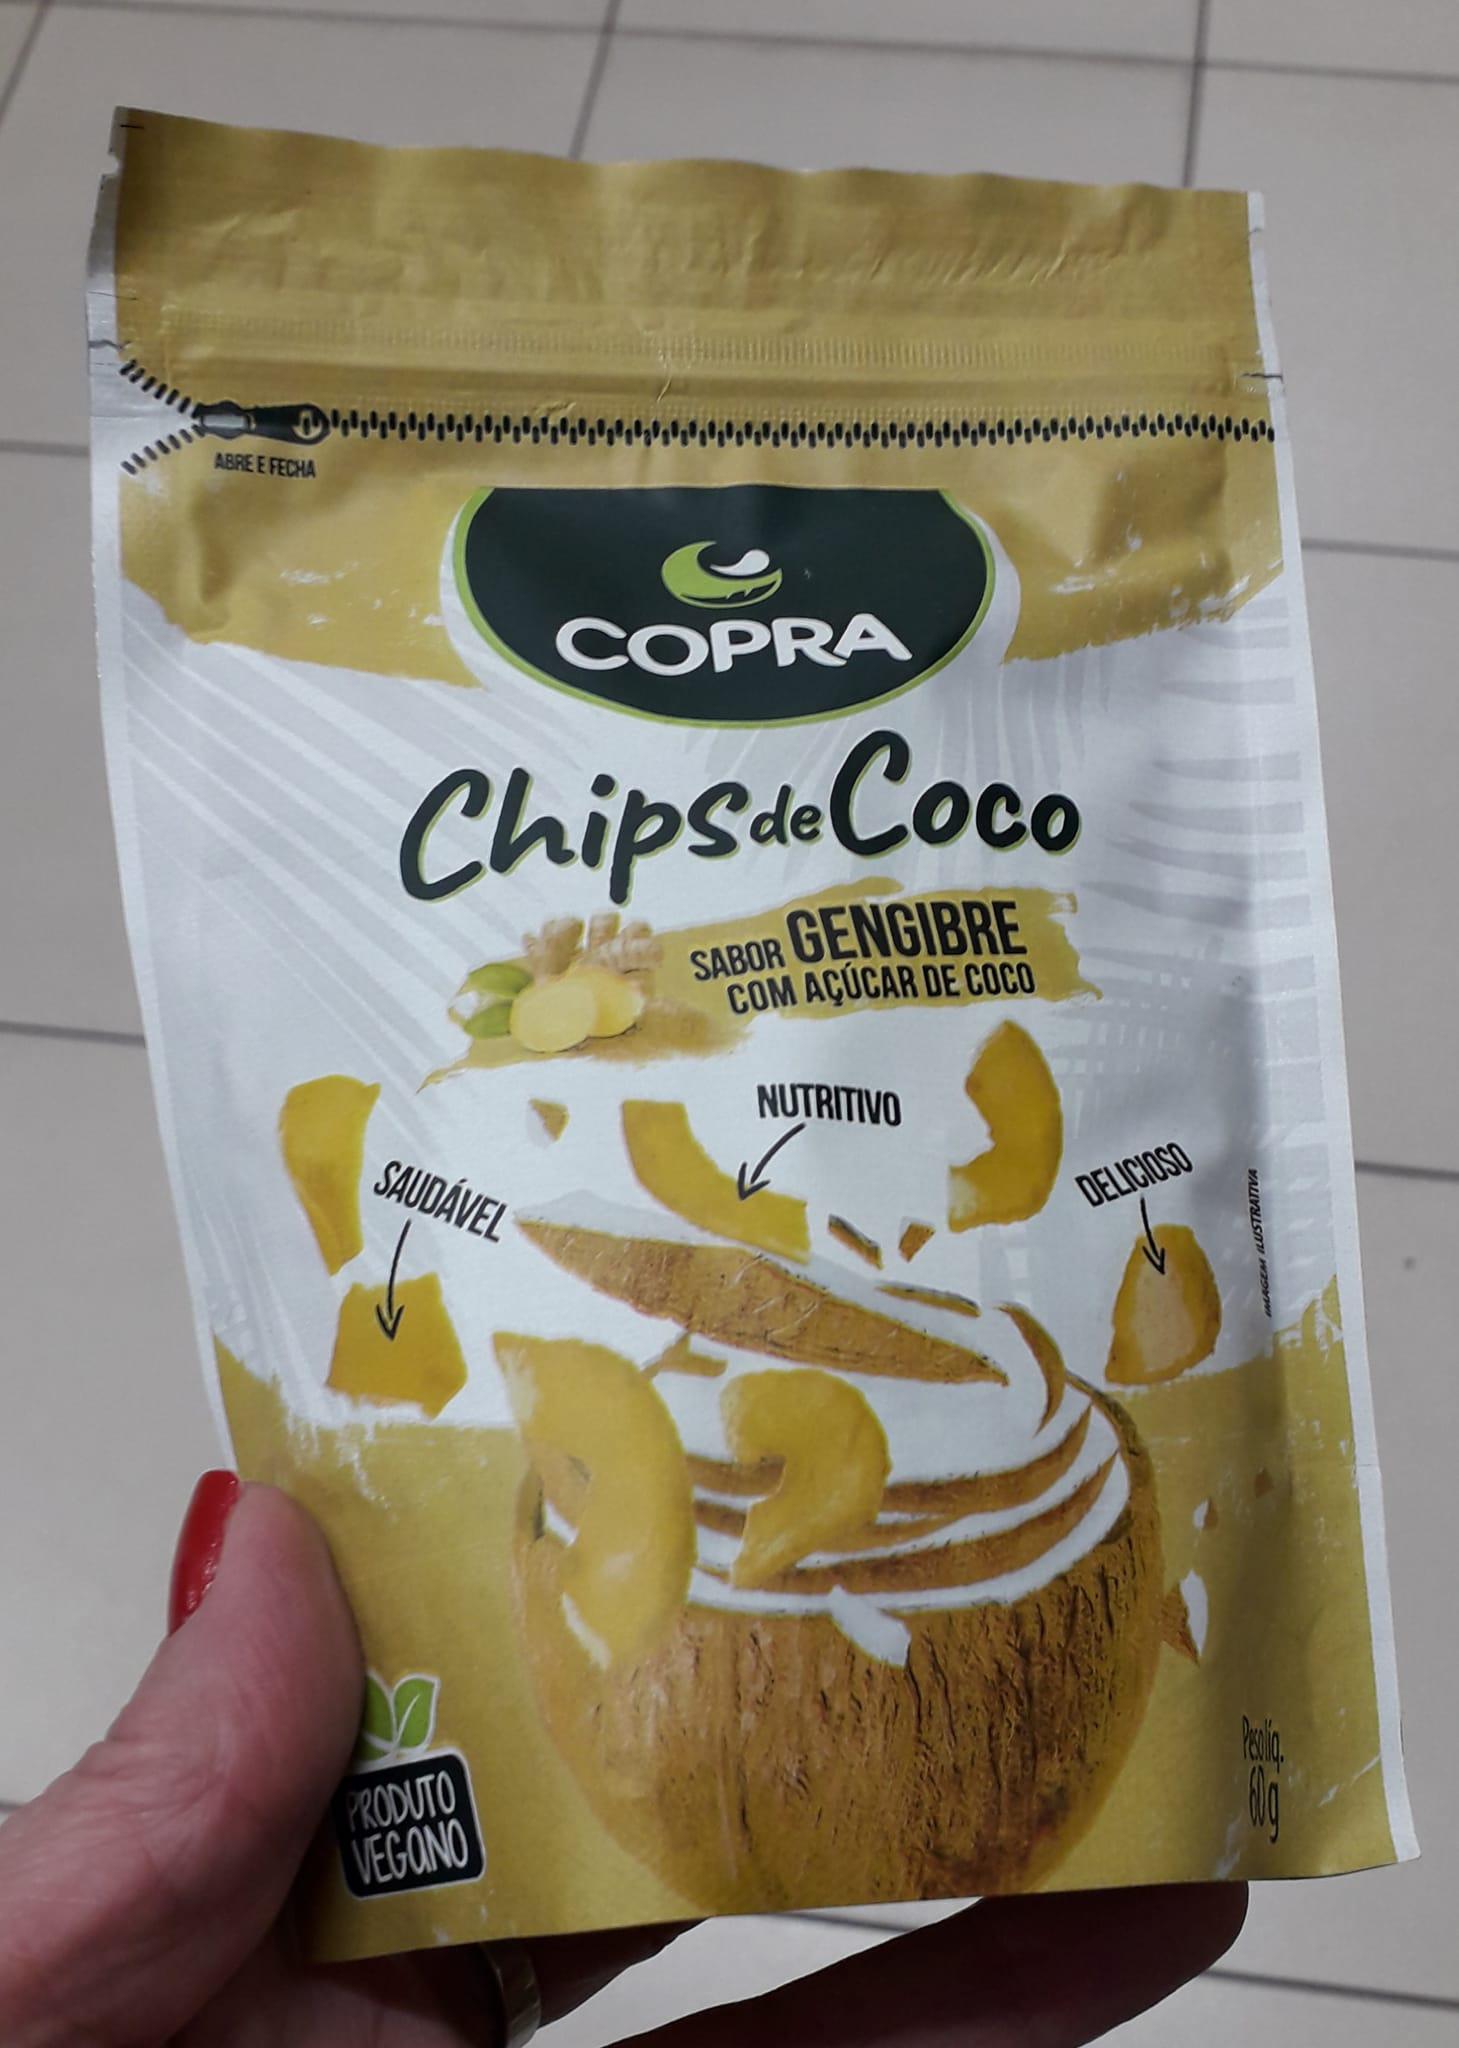 ABRE E FECHA
COPRA
Chips de Coco
SABOR GENGIBRE
COM AÇÚCAR DE COCO
NUTRITIVO
SAUDÁVEL
DELICIOSO
IMAGEM ILUSTRATIVA
PRODUTO
VEGANO
Peso líq.
60 g